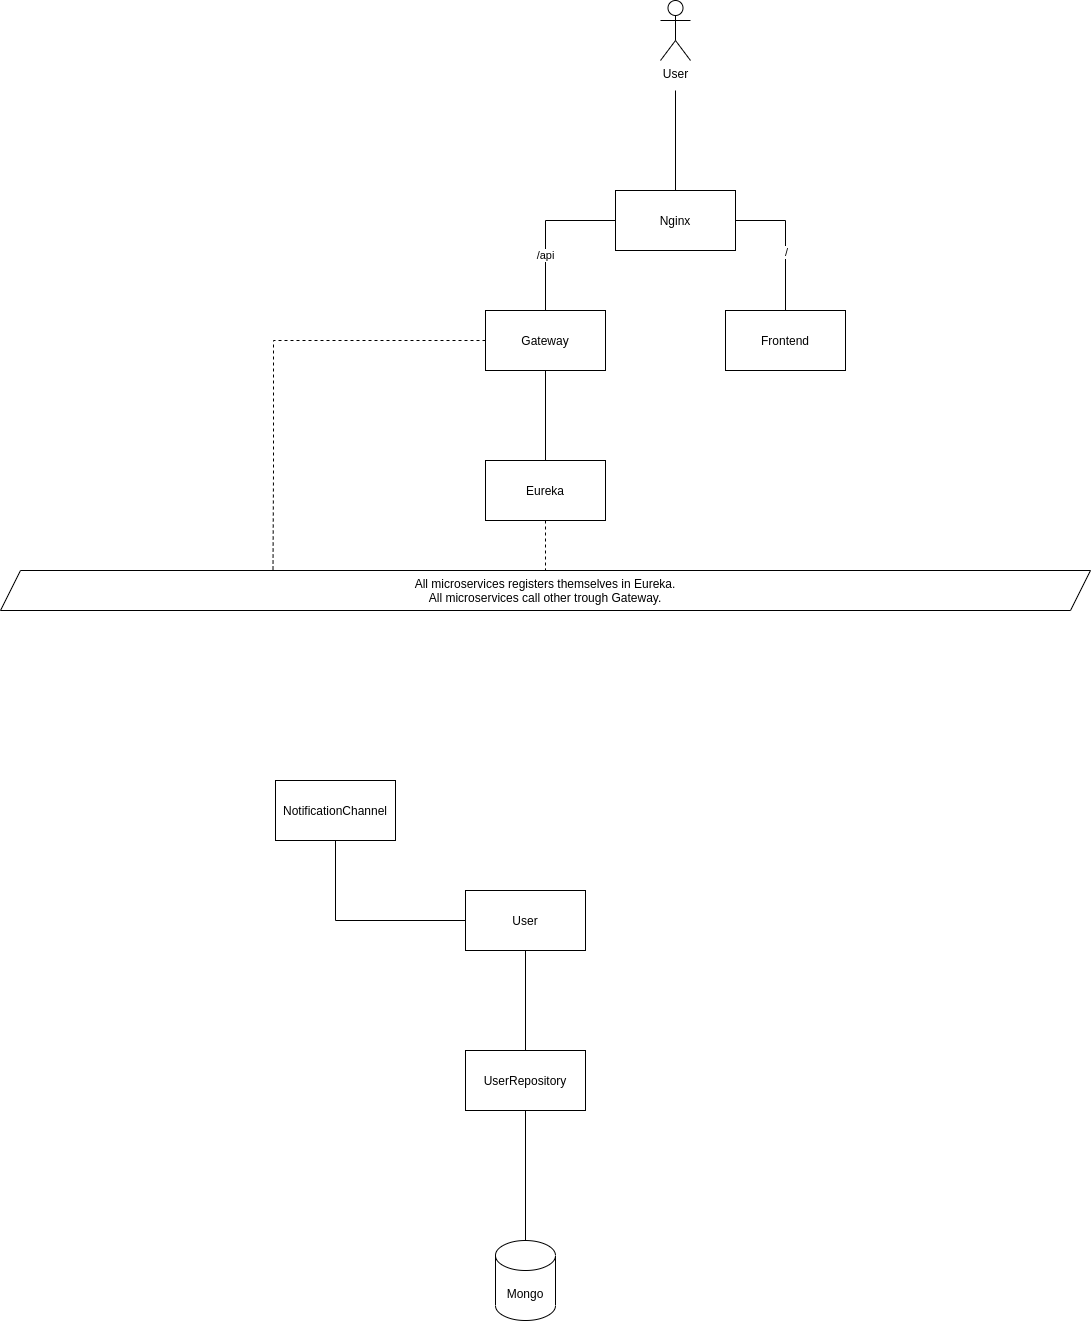 User
Nginx
/api
/
Gateway
Frontend
Eureka
All microservices registers themselves in Eureka.
All microservices call other trough Gateway.
NotificationChannel
User
UserRepository
Mongo